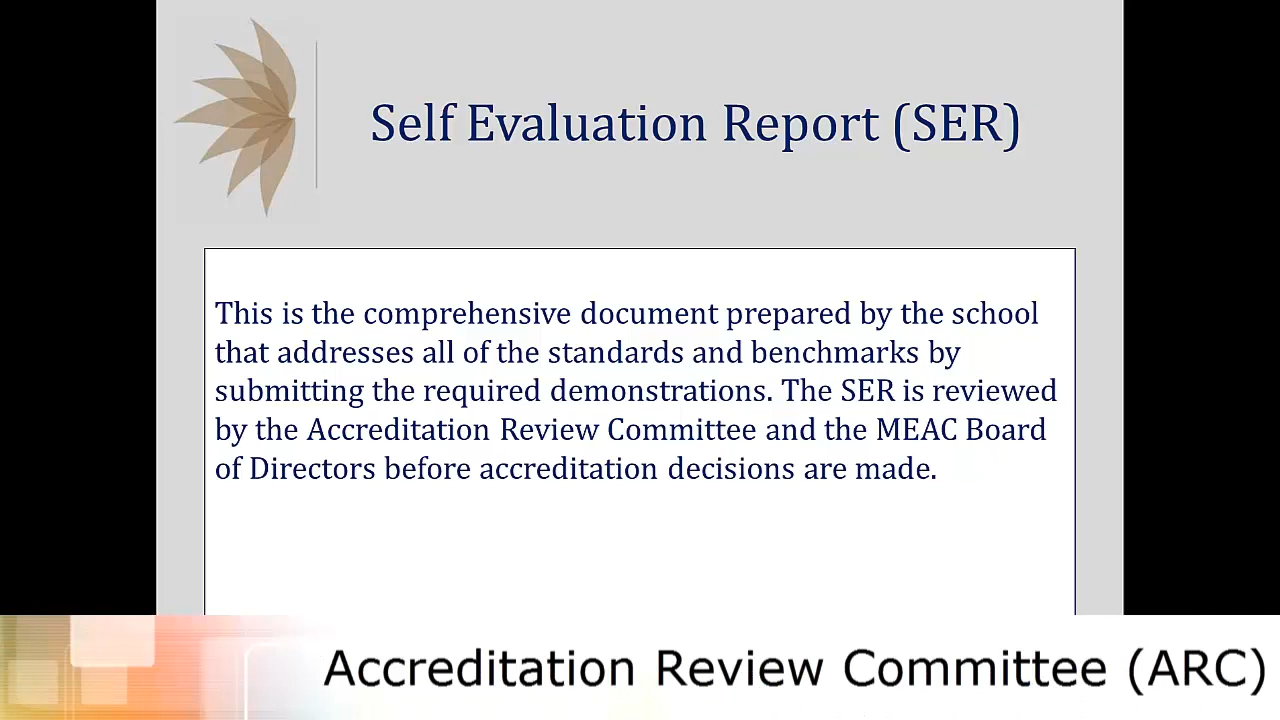 Self Evaluation Report (SER)
This is the comprehensive document prepared by the school
that addresses all of the standards and benchmarks by
submitting the required demonstrations. The SER is reviewed
by the Accreditation Review Committee and the MEAC Board
of Directors before accreditation decisions are made.
Accreditation Review Committee (ARC)